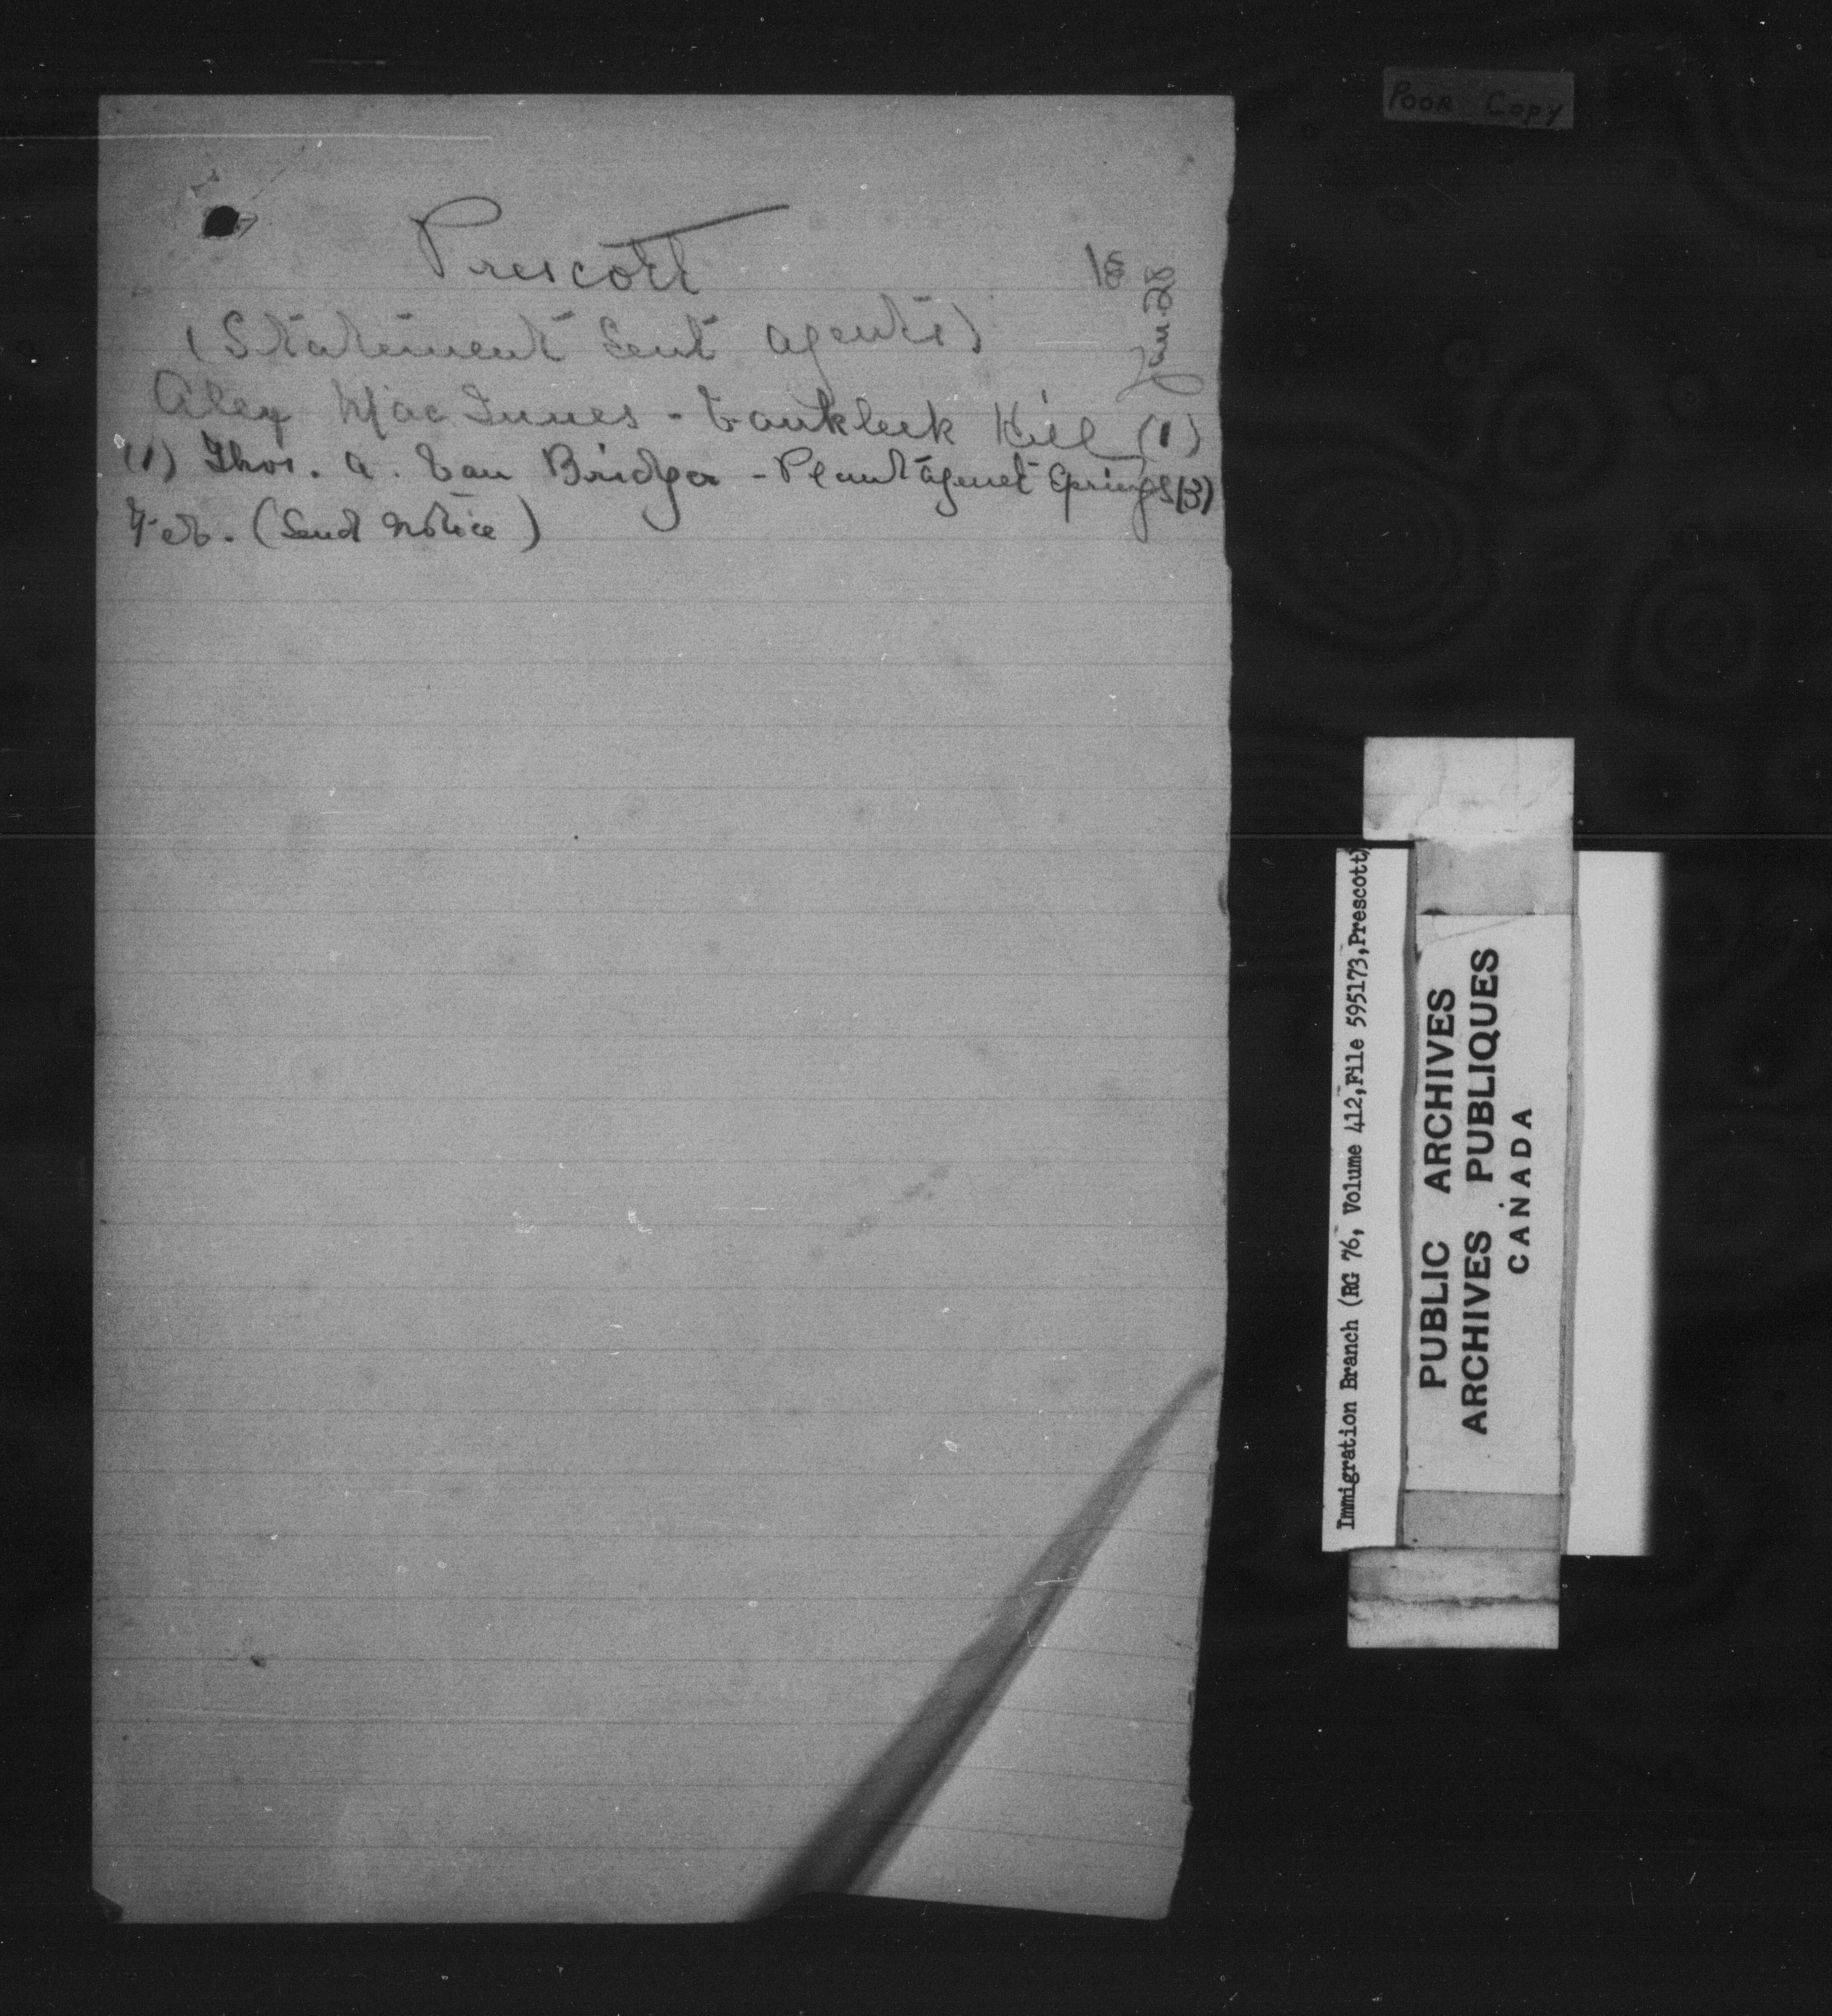 Poor Copy
Prescott
18
Jan. 28
(Statement Sent agents)
Alex MacInnes - Vankleek Hill (1)
(1) Thos. A. Van Bridger - Plantagenet Springs (3)
Feb. (Send Notice)
Immigration Branch (RG 76, Volume 412, File 595173, Prescott)
PUBLIC ARCHIVES
ARCHIVES PUBLIQUES
CANADA